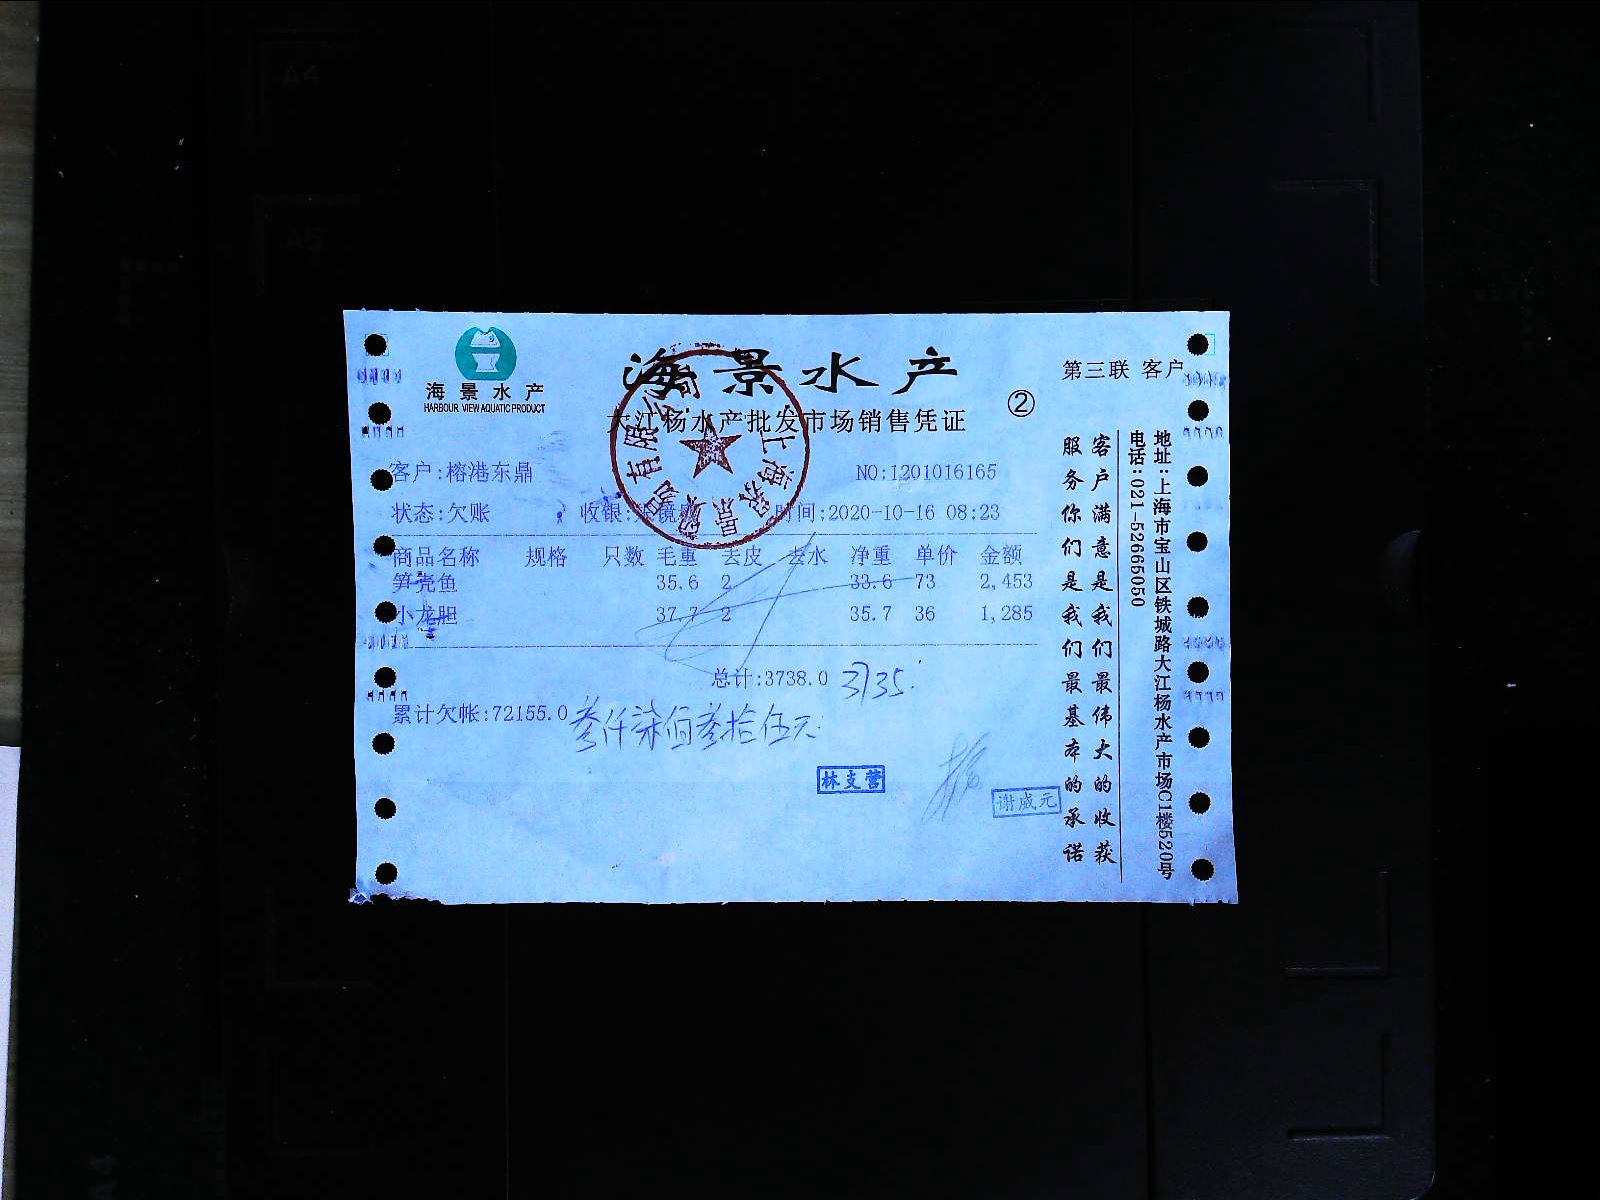 海景水产
HARBOUR VIEW AQUATIC PRODUCT
海景水产
大江杨水产批发市场销售凭证
②
第三联 客户
客户:榕港东鼎
NO:1201016165
状态:欠账
收银:
时间:2020-10-16 08:23
商品名称 规格 只数 毛重 去皮 去水 净重 单价 金额
笋壳鱼 35.6 2 33.6 73 2,453
小龙胆 37.7 2 35.7 36 1,285
总计:3738.0 3735.
累计欠帐:72155.0 叁仟柒佰叁拾伍元
林支营
谢威元
客户满意是我们最伟大的收获
服务你们是我们最基本的承诺
地址:上海市宝山区铁城路大江杨水产市场C1楼520号
电话:021-52665050
A4
A5